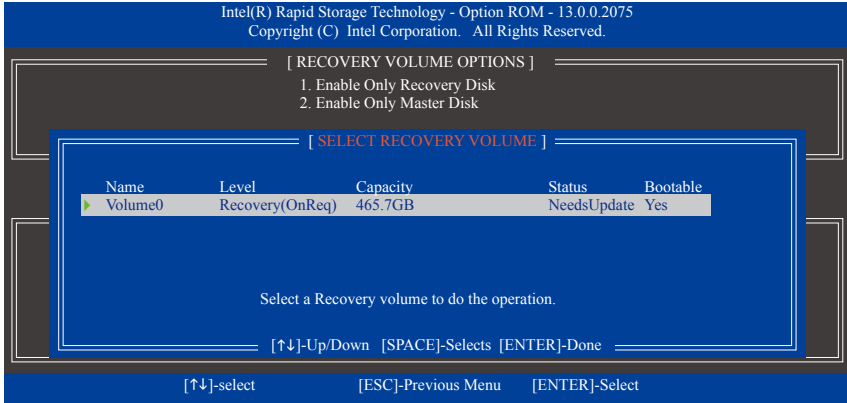 Intel(R) Rapid Storage Technology - Option ROM - 13.0.0.2075
Copyright (C) Intel Corporation. All Rights Reserved.
[ RECOVERY VOLUME OPTIONS ]
1. Enable Only Recovery Disk
2. Enable Only Master Disk
[ SELECT RECOVERY VOLUME ]
Name Level Capacity Status Bootable
Volume0 Recovery(OnReq) 465.7GB NeedsUpdate Yes
Select a Recovery volume to do the operation.
[↑↓]-Up/Down [SPACE]-Selects [ENTER]-Done
[↑↓]-select [ESC]-Previous Menu [ENTER]-Select